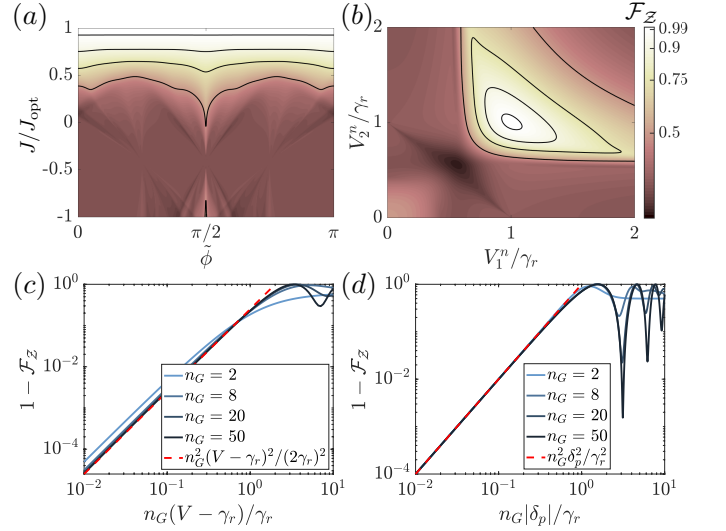 (a)
1
0.5
0
-0.5
-1
J/J_opt
0
π/2
π
ϕ̃
(b)
2
1
0
V_2^n/γ_r
0
1
2
V_1^n/γ_r
F_Z
0.99
0.9
0.75
0.5
(c)
10^0
10^-2
10^-4
1 − F_Z
n_G = 2
n_G = 8
n_G = 20
n_G = 50
n_G^2(V − γ_r)^2/(2γ_r)^2
10^-2
10^-1
10^0
10^1
n_G(V − γ_r)/γ_r
(d)
10^0
10^-2
10^-4
1 − F_Z
n_G = 2
n_G = 8
n_G = 20
n_G = 50
n_G^2δ_p^2/γ_r^2
10^-2
10^-1
10^0
10^1
n_G|δ_p|/γ_r